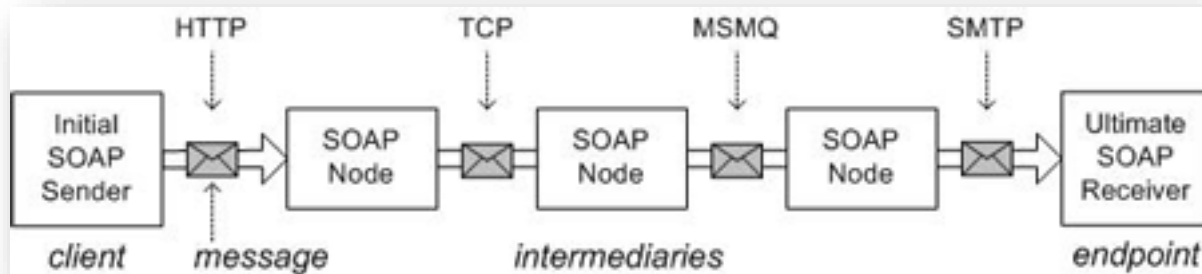 HTTP
TCP
MSMQ
SMTP
Initial
SOAP
Sender
SOAP
Node
SOAP
Node
SOAP
Node
Ultimate
SOAP
Receiver
client
message
intermediaries
endpoint